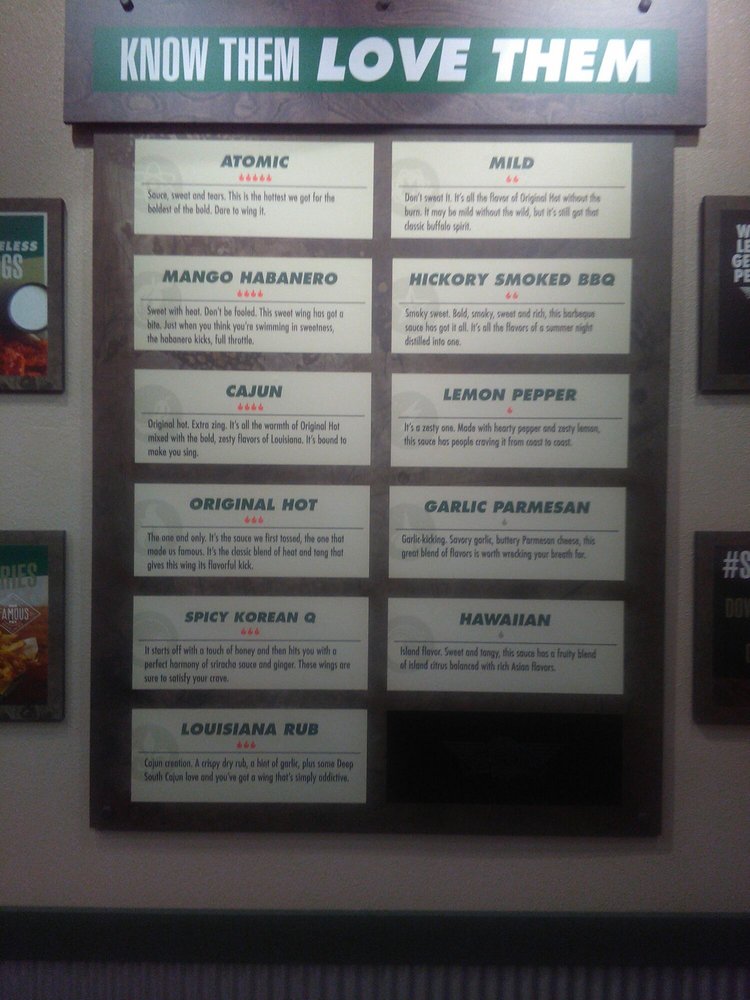 KNOW THEM LOVE THEM
ATOMIC
Sauce, sweat and tears. This is the hottest we got for the
boldest of the bold. Dare to wing it.
MANGO HABANERO
Sweet with heat. Don't be fooled. This sweet wing has got a
bite. Just when you think you're swimming in sweetness,
the habanero kicks, full throttle.
CAJUN
Original hot. Extra zing. It's all the warmth of Original Hot
mixed with the bold, zesty flavors of Louisiana. It's bound to
make you sing.
ORIGINAL HOT
The one and only. It's the sauce we first tossed, the one that
made us famous. It's the classic blend of heat and tang that
gives this wing its flavorful kick.
SPICY KOREAN Q
It starts off with a touch of honey and then hits you with a
perfect harmony of sriracha sauce and ginger. These wings are
sure to satisfy your crave.
LOUISIANA RUB
Cajun creation. A crispy dry rub, a hint of garlic, plus some Deep
South Cajun love and you've got a wing that's simply addictive.
MILD
Don't sweat it. It's all the flavor of Original Hot without the
burn. It may be mild without the wild, but it's still got that
classic buffalo spirit.
HICKORY SMOKED BBQ
Smoky sweet. Bold, smoky, sweet and rich, this barbeque
sauce has got it all. It's all the flavors of a summer night
distilled into one.
LEMON PEPPER
It's a zesty one. Made with hearty pepper and zesty lemon,
this sauce has people craving it from coast to coast.
GARLIC PARMESAN
Garlic-kicking. Savory garlic, buttery Parmesan cheese, this
great blend of flavors is worth wrecking your breath for.
HAWAIIAN
Island flavor. Sweet and tangy, this sauce has a fruity blend
of island citrus balanced with rich Asian flavors.
ELESS
GS
RIES
AMOUS
W
LE
GE
PE
#S